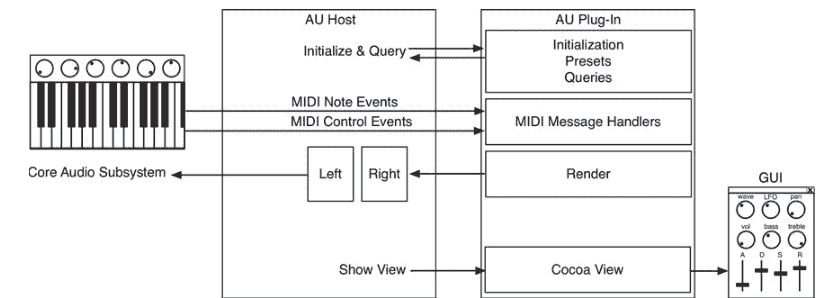 AU Host
AU Plug-In
Initialize & Query
Initialization
Presets
Queries
MIDI Note Events
MIDI Control Events
MIDI Message Handlers
Core Audio Subsystem
Left
Right
Render
GUI
X
wave LFO pan
vol bass treble
A D S R
Show View
Cocoa View